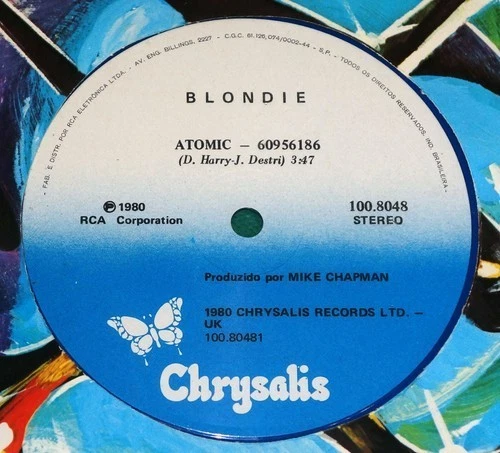 - FAB. E DISTR. POR RCA ELETRÔNICA LTDA. - AV. ENG. BILLINGS, 2227 - C.G.C. 61.126.074/0002-44 - S.P. - TODOS OS DIREITOS RESERVADOS. IND. BRASILEIRA -
BLONDIE
ATOMIC – 60956186
(D. Harry-J. Destri) 3:47
℗ 1980
RCA Corporation
100.8048
STEREO
Produzido por MIKE CHAPMAN
1980 CHRYSALIS RECORDS LTD. –
UK
100.80481
Chrysalis